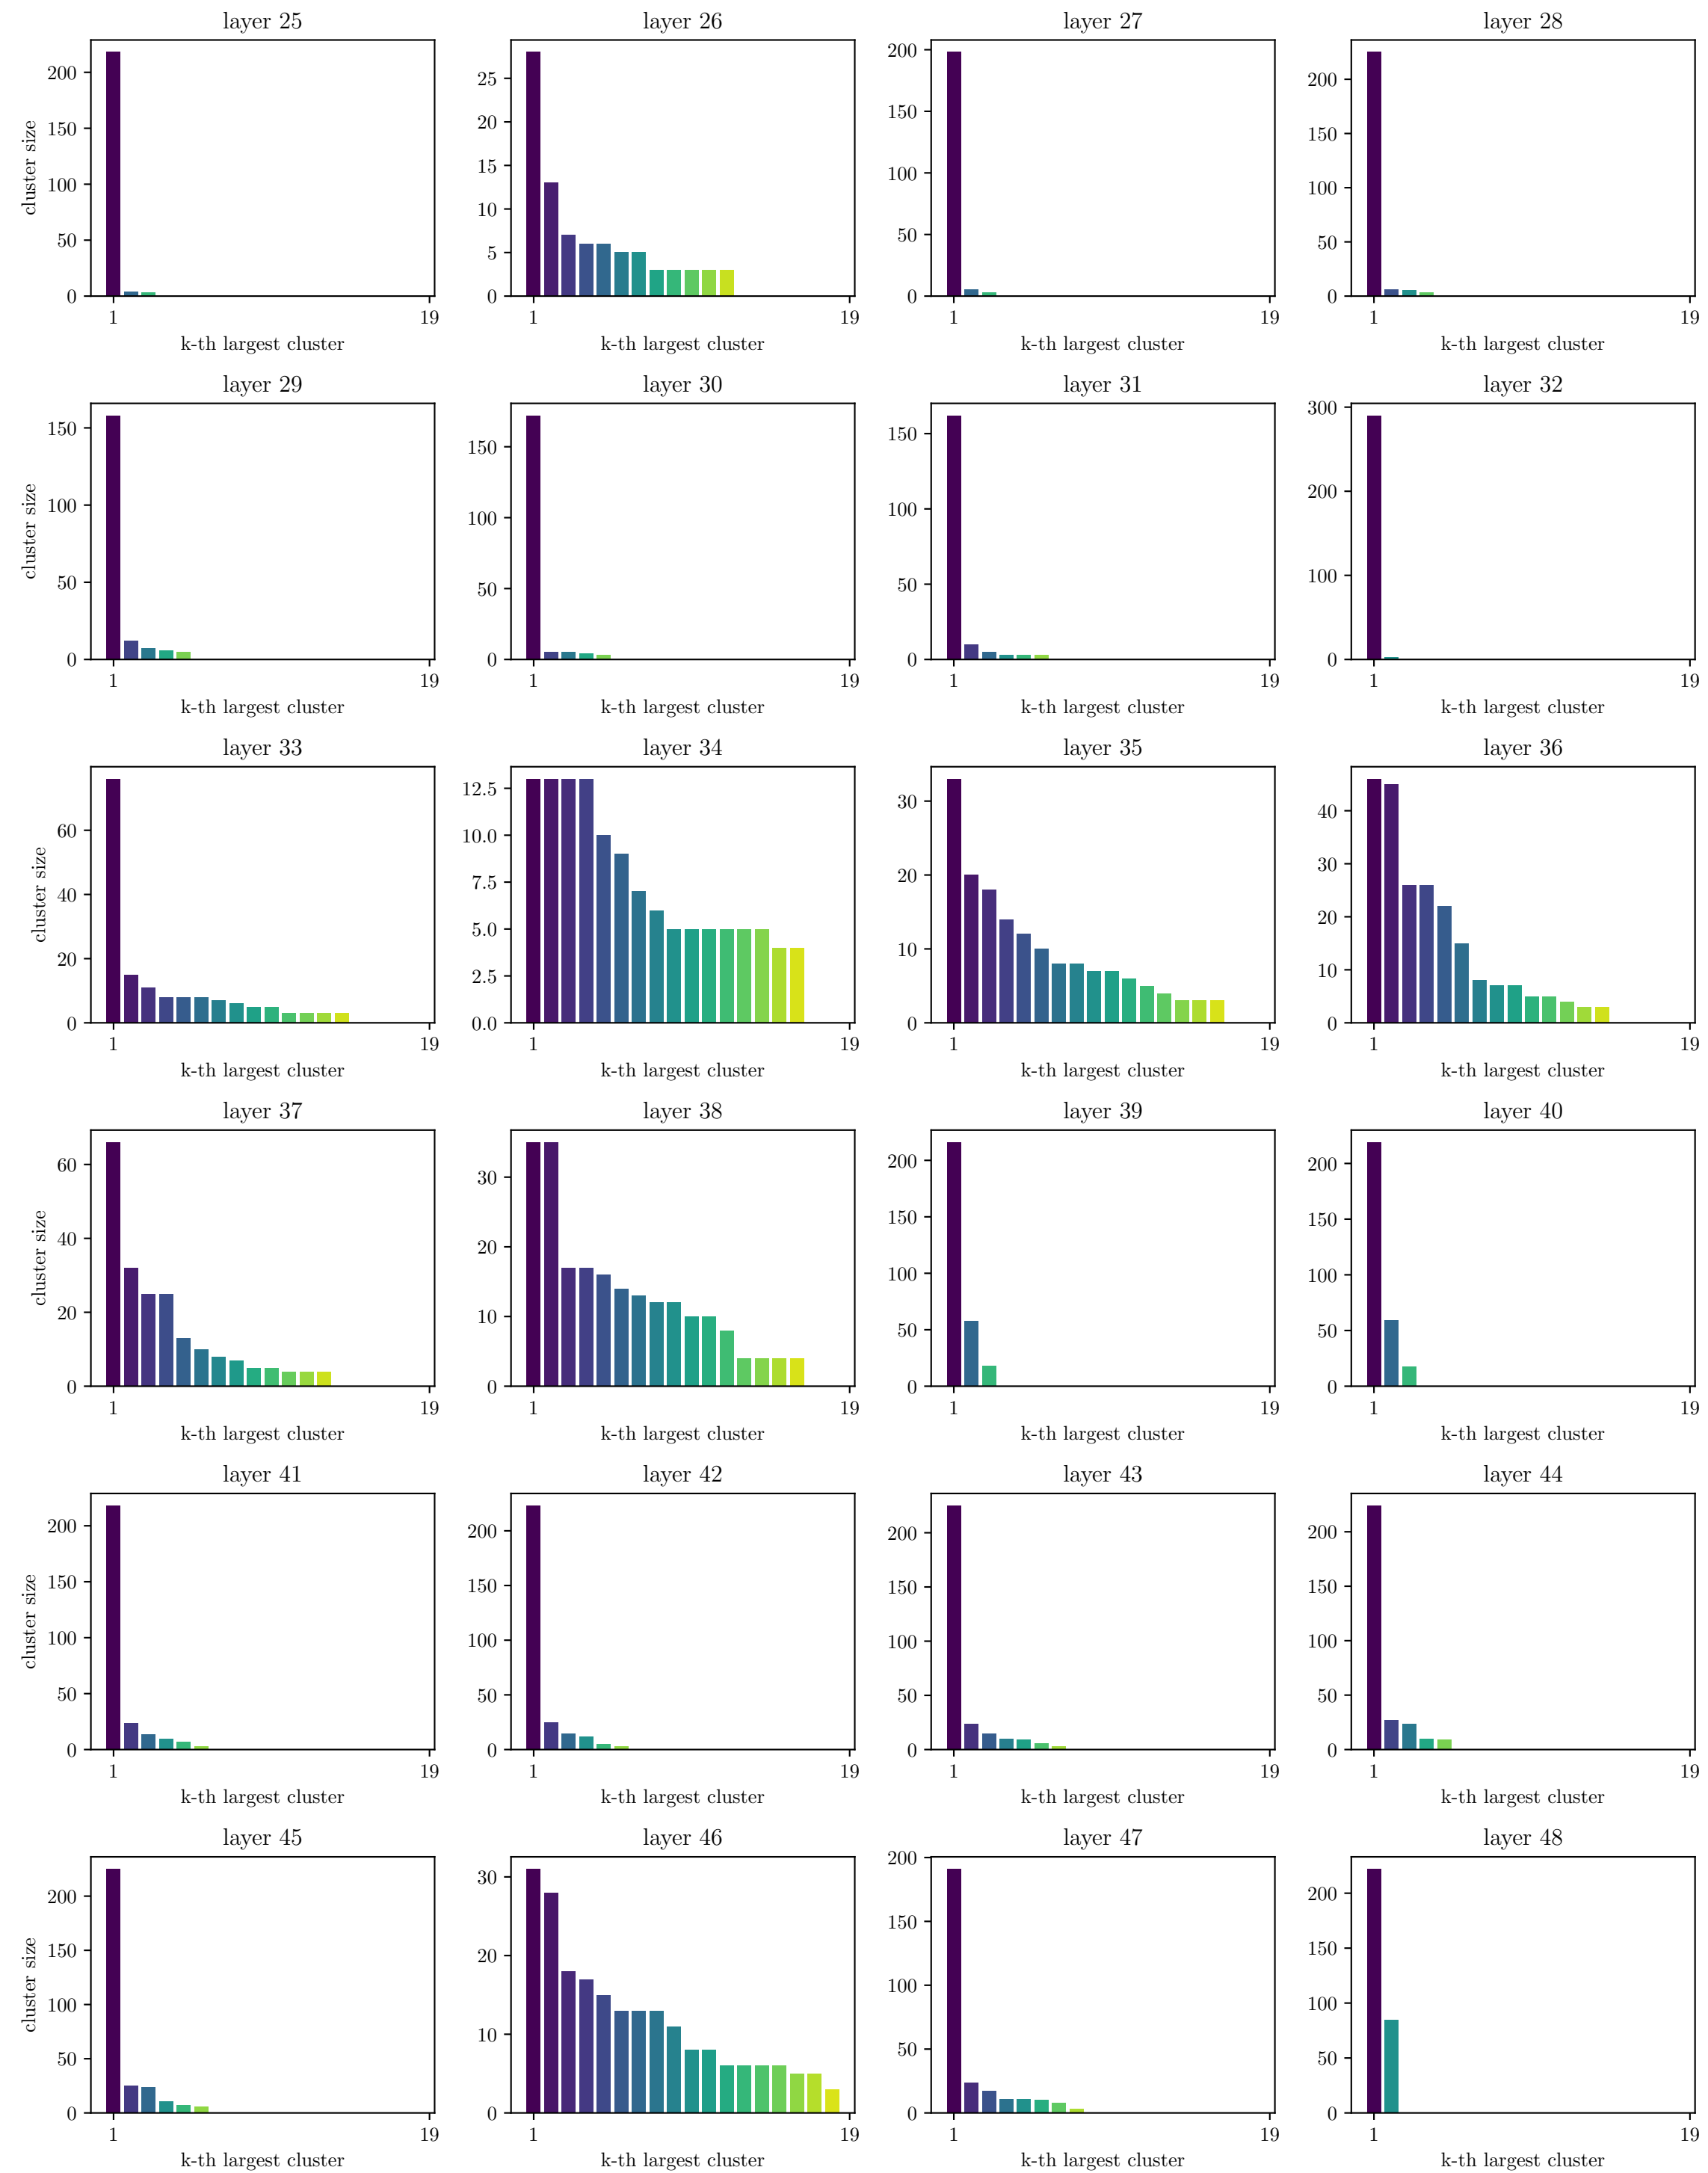 layer 25
layer 26
layer 27
layer 28
200
150
100
50
0
25
20
15
10
5
0
200
150
100
50
0
200
150
100
50
0
cluster size
1 19
1 19
1 19
1 19
k-th largest cluster
k-th largest cluster
k-th largest cluster
k-th largest cluster
layer 29
layer 30
layer 31
layer 32
150
100
50
0
150
100
50
0
150
100
50
0
300
200
100
0
cluster size
1 19
1 19
1 19
1 19
k-th largest cluster
k-th largest cluster
k-th largest cluster
k-th largest cluster
layer 33
layer 34
layer 35
layer 36
60
40
20
0
12.5
10.0
7.5
5.0
2.5
0.0
30
20
10
0
40
30
20
10
0
cluster size
1 19
1 19
1 19
1 19
k-th largest cluster
k-th largest cluster
k-th largest cluster
k-th largest cluster
layer 37
layer 38
layer 39
layer 40
60
40
20
0
30
20
10
0
200
150
100
50
0
200
150
100
50
0
cluster size
1 19
1 19
1 19
1 19
k-th largest cluster
k-th largest cluster
k-th largest cluster
k-th largest cluster
layer 41
layer 42
layer 43
layer 44
200
150
100
50
0
200
150
100
50
0
200
150
100
50
0
200
150
100
50
0
cluster size
1 19
1 19
1 19
1 19
k-th largest cluster
k-th largest cluster
k-th largest cluster
k-th largest cluster
layer 45
layer 46
layer 47
layer 48
200
150
100
50
0
30
20
10
0
200
150
100
50
0
200
150
100
50
0
cluster size
1 19
1 19
1 19
1 19
k-th largest cluster
k-th largest cluster
k-th largest cluster
k-th largest cluster